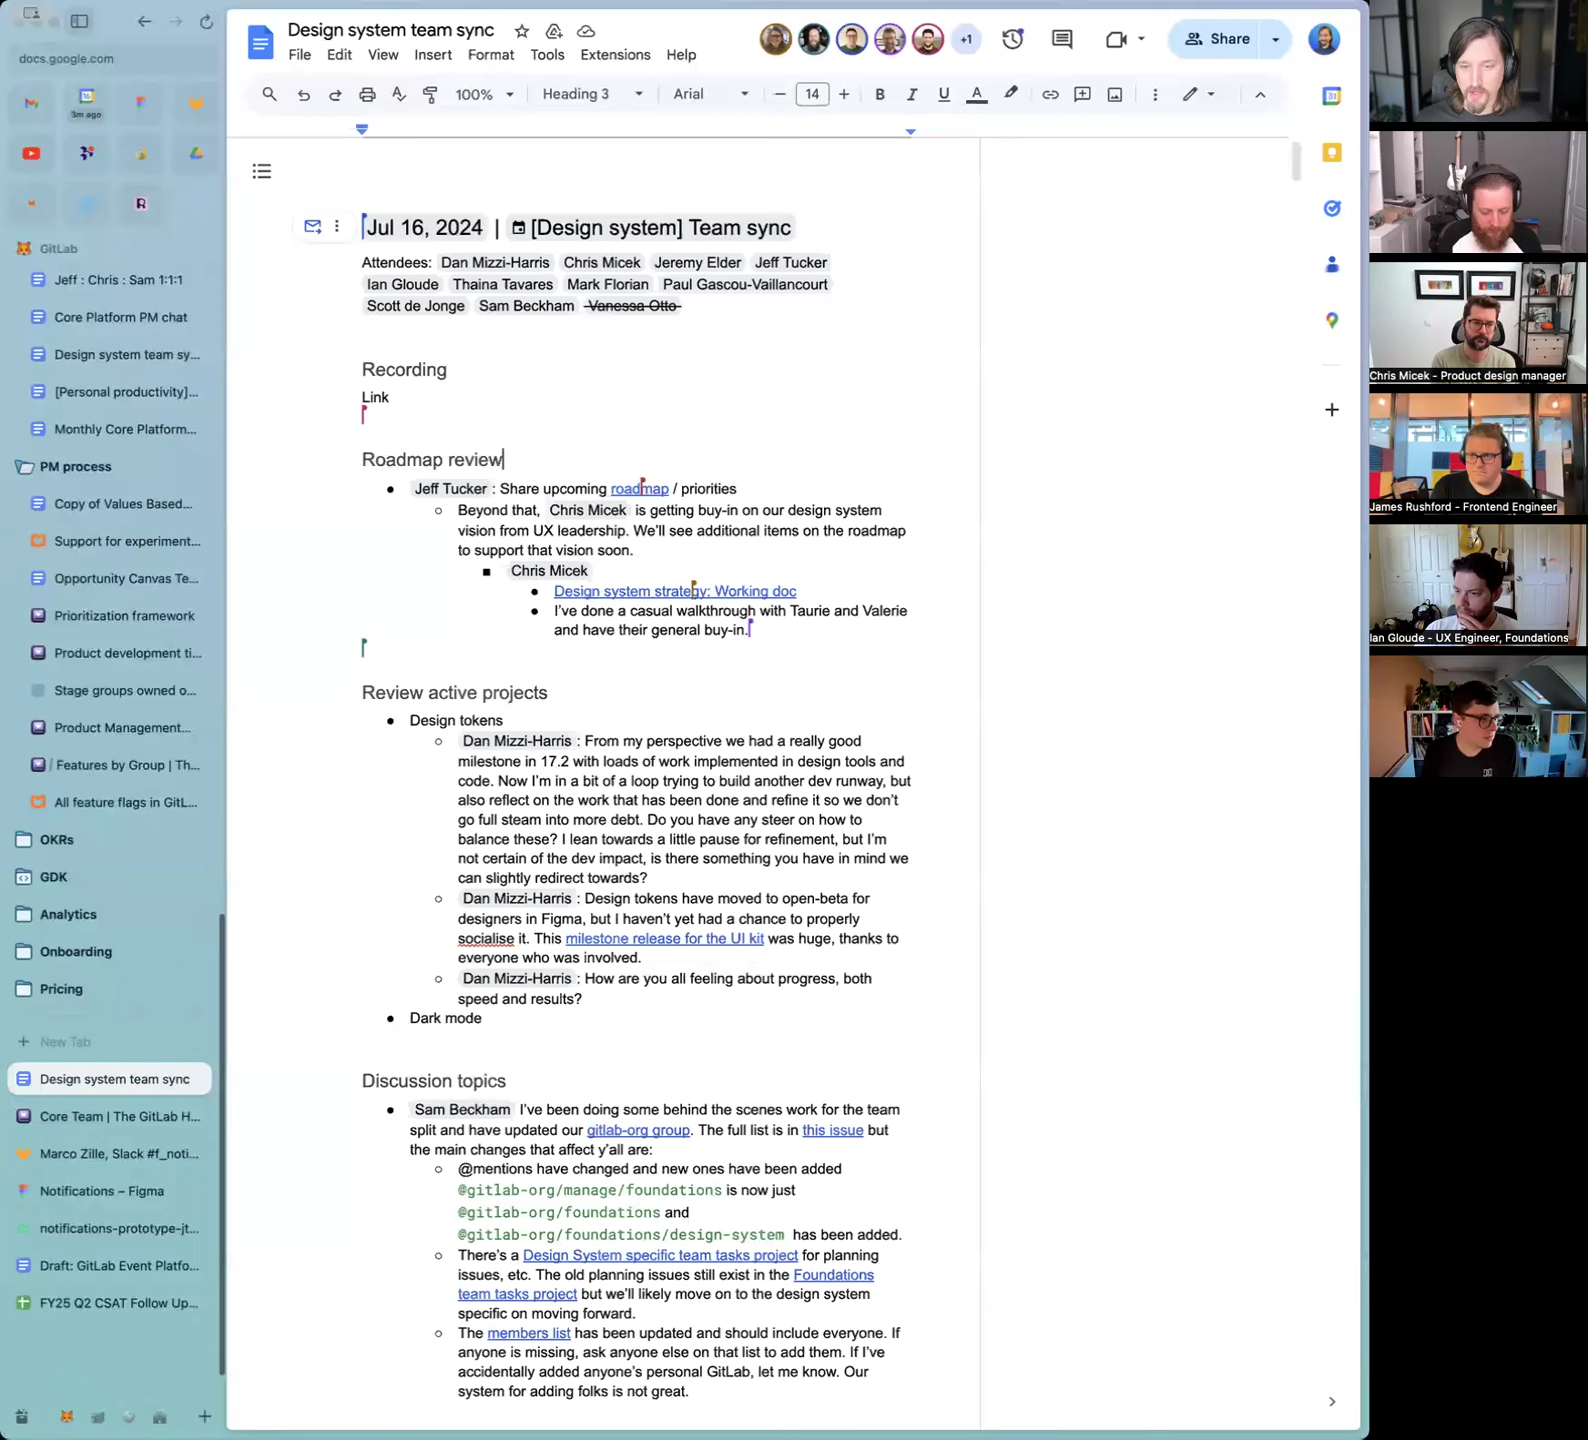 docs.google.com
3m ago
GitLab
Jeff : Chris : Sam 1:1:1
Core Platform PM chat
Design system team sy...
[Personal productivity]...
Monthly Core Platform...
PM process
Copy of Values Based...
Support for experiment...
Opportunity Canvas Te...
Prioritization framework
Product development ti...
Stage groups owned o...
Product Management...
/ Features by Group | Th...
All feature flags in GitL...
OKRs
GDK
Analytics
Onboarding
Pricing
New Tab
Design system team sync
Core Team | The GitLab H...
Marco Zille, Slack #f_noti...
Notifications – Figma
notifications-prototype-jt...
Draft: GitLab Event Platfo...
FY25 Q2 CSAT Follow Up...
Design system team sync
File Edit View Insert Format Tools Extensions Help
+1
Share
100% Heading 3 Arial 14 B I U A
Jul 16, 2024 | [Design system] Team sync
Attendees: Dan Mizzi-Harris Chris Micek Jeremy Elder Jeff Tucker
Ian Gloude Thaina Tavares Mark Florian Paul Gascou-Vaillancourt
Scott de Jonge Sam Beckham Vanessa Otto
Recording
Link
Roadmap review
Jeff Tucker : Share upcoming roadmap / priorities
Beyond that, Chris Micek is getting buy-in on our design system
vision from UX leadership. We'll see additional items on the roadmap
to support that vision soon.
Chris Micek
Design system strategy: Working doc
I've done a casual walkthrough with Taurie and Valerie
and have their general buy-in.
Review active projects
Design tokens
Dan Mizzi-Harris : From my perspective we had a really good
milestone in 17.2 with loads of work implemented in design tools and
code. Now I'm in a bit of a loop trying to build another dev runway, but
also reflect on the work that has been done and refine it so we don't
go full steam into more debt. Do you have any steer on how to
balance these? I lean towards a little pause for refinement, but I'm
not certain of the dev impact, is there something you have in mind we
can slightly redirect towards?
Dan Mizzi-Harris : Design tokens have moved to open-beta for
designers in Figma, but I haven't yet had a chance to properly
socialise it. This milestone release for the UI kit was huge, thanks to
everyone who was involved.
Dan Mizzi-Harris : How are you all feeling about progress, both
speed and results?
Dark mode
Discussion topics
Sam Beckham I've been doing some behind the scenes work for the team
split and have updated our gitlab-org group. The full list is in this issue but
the main changes that affect y'all are:
@mentions have changed and new ones have been added
@gitlab-org/manage/foundations is now just
@gitlab-org/foundations and
@gitlab-org/foundations/design-system has been added.
There's a Design System specific team tasks project for planning
issues, etc. The old planning issues still exist in the Foundations
team tasks project but we'll likely move on to the design system
specific on moving forward.
The members list has been updated and should include everyone. If
anyone is missing, ask anyone else on that list to add them. If I've
accidentally added anyone's personal GitLab, let me know. Our
system for adding folks is not great.
Chris Micek - Product design manager
James Rushford - Frontend Engineer
Ian Gloude - UX Engineer, Foundations